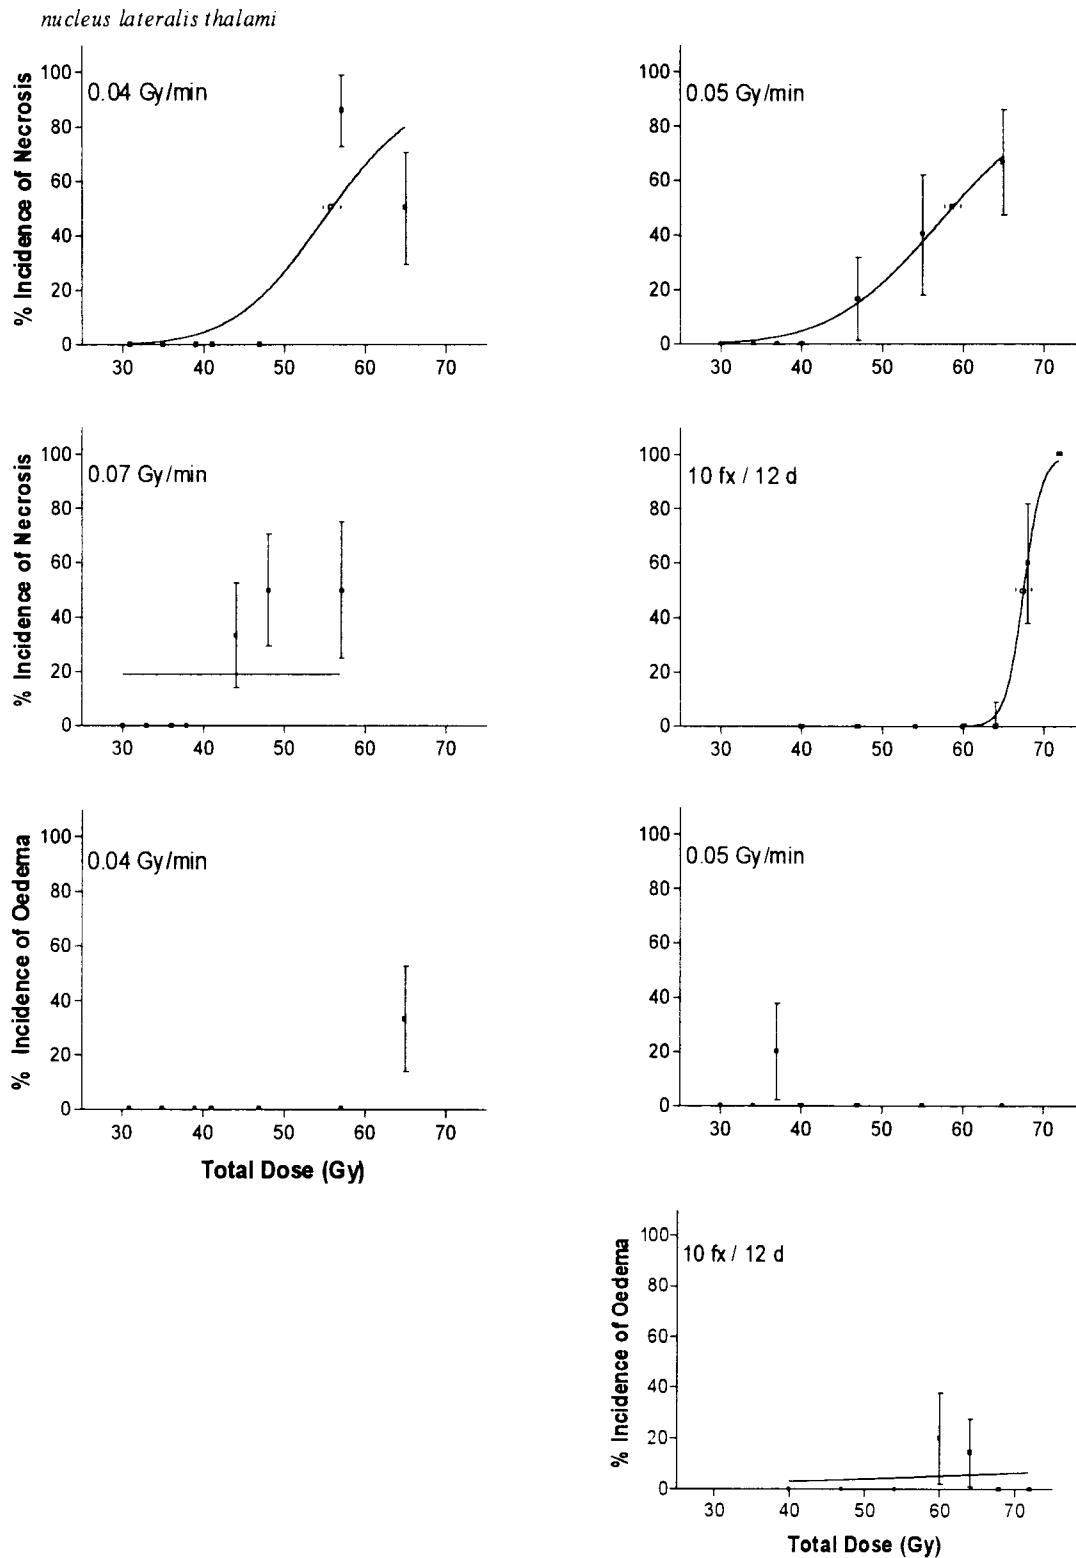 nucleus lateralis thalami
% Incidence of Necrosis
100
80
60
40
20
0
0.04 Gy/min
30 40 50 60 70
100
80
60
40
20
0
0.05 Gy/min
30 40 50 60 70
% Incidence of Necrosis
100
80
60
40
20
0
0.07 Gy/min
30 40 50 60 70
100
80
60
40
20
0
10 fx / 12 d
30 40 50 60 70
% Incidence of Oedema
100
80
60
40
20
0
0.04 Gy/min
30 40 50 60 70
Total Dose (Gy)
100
80
60
40
20
0
0.05 Gy/min
30 40 50 60 70
% Incidence of Oedema
100
80
60
40
20
0
10 fx / 12 d
30 40 50 60 70
Total Dose (Gy)